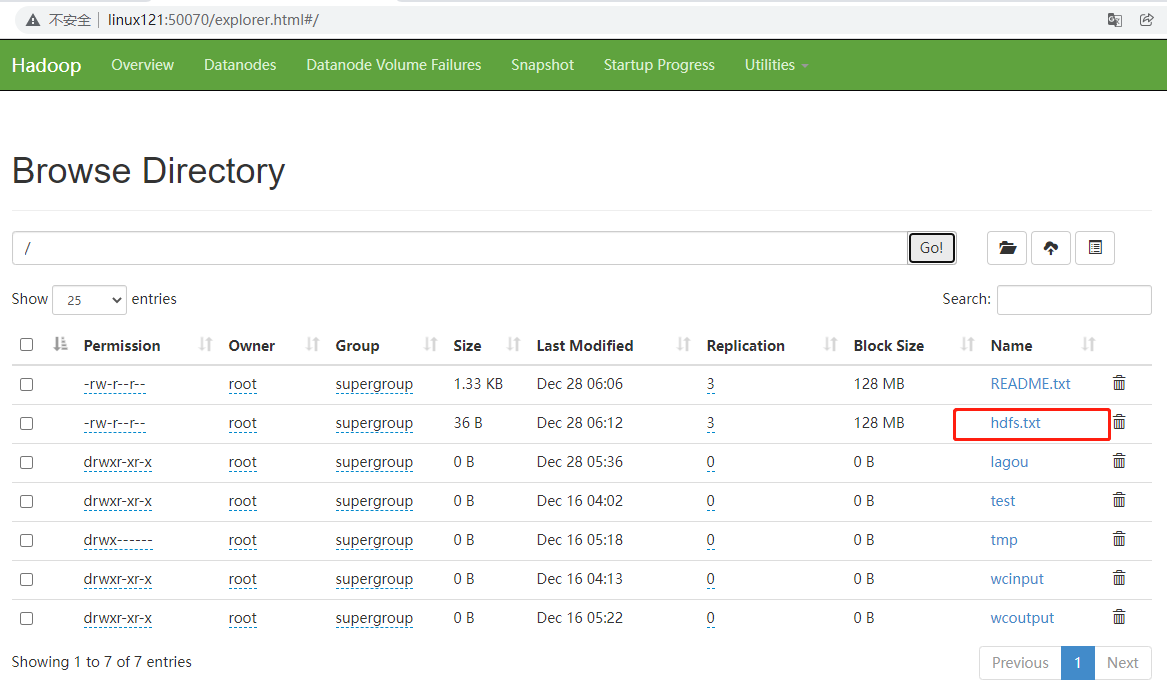 不安全 linux121:50070/explorer.html#/
Hadoop Overview Datanodes Datanode Volume Failures Snapshot Startup Progress Utilities
Browse Directory
/ Go!
Show 25 entries Search:
Permission Owner Group Size Last Modified Replication Block Size Name
-rw-r--r-- root supergroup 1.33 KB Dec 28 06:06 3 128 MB README.txt
-rw-r--r-- root supergroup 36 B Dec 28 06:12 3 128 MB hdfs.txt
drwxr-xr-x root supergroup 0 B Dec 28 05:36 0 0 B lagou
drwxr-xr-x root supergroup 0 B Dec 16 04:02 0 0 B test
drwx------ root supergroup 0 B Dec 16 05:18 0 0 B tmp
drwxr-xr-x root supergroup 0 B Dec 16 04:13 0 0 B wcinput
drwxr-xr-x root supergroup 0 B Dec 16 05:22 0 0 B wcoutput
Showing 1 to 7 of 7 entries Previous 1 Next